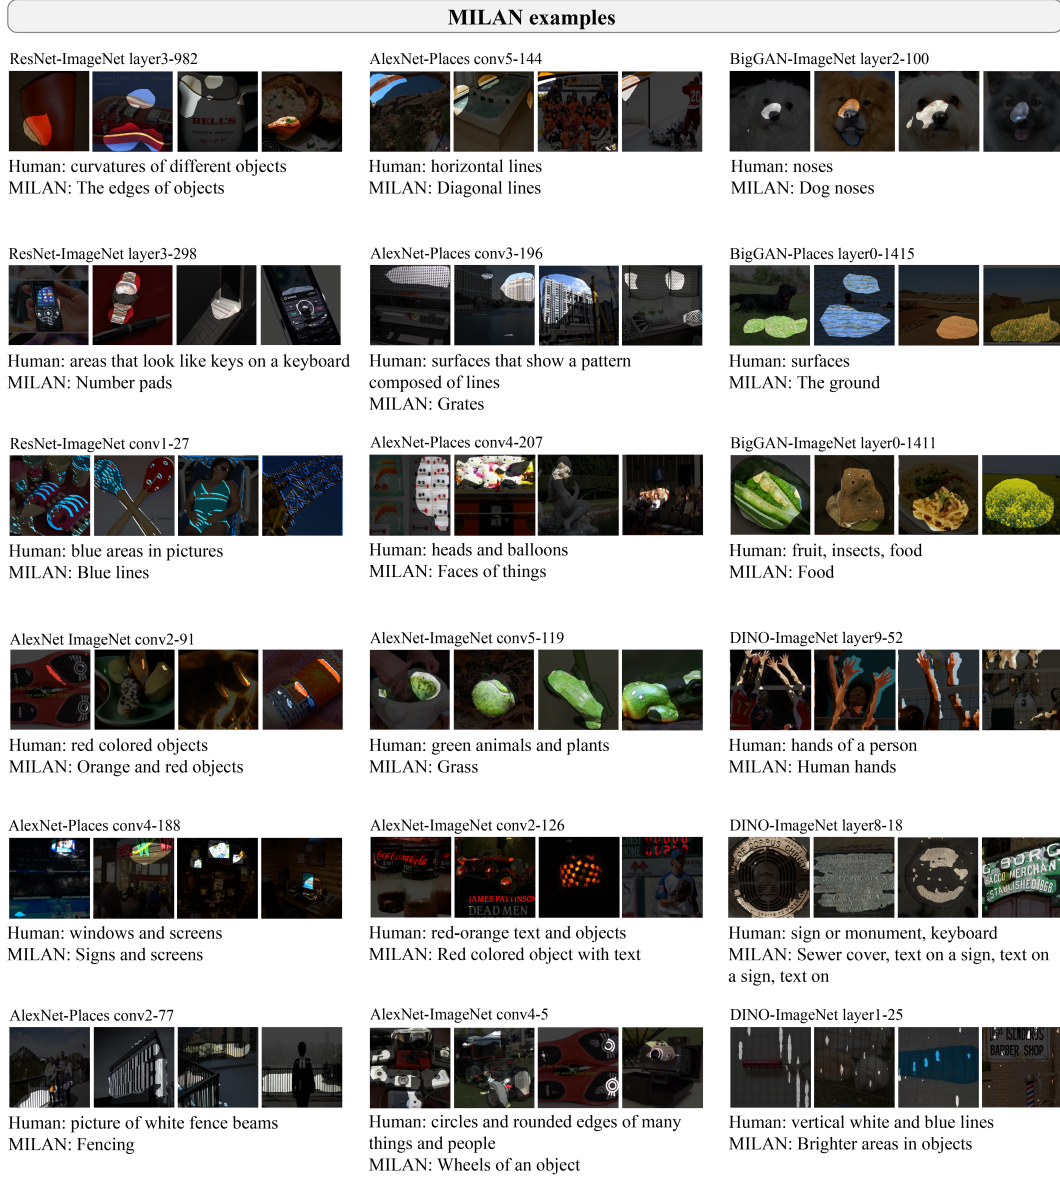 MILAN examples
ResNet-ImageNet layer3-982
BELL'S
Human: curvatures of different objects
MILAN: The edges of objects
AlexNet-Places conv5-144
20
Human: horizontal lines
MILAN: Diagonal lines
BigGAN-ImageNet layer2-100
Human: noses
MILAN: Dog noses
ResNet-ImageNet layer3-298
Human: areas that look like keys on a keyboard
MILAN: Number pads
AlexNet-Places conv3-196
Human: surfaces that show a pattern
composed of lines
MILAN: Grates
BigGAN-Places layer0-1415
Human: surfaces
MILAN: The ground
ResNet-ImageNet conv1-27
Human: blue areas in pictures
MILAN: Blue lines
AlexNet-Places conv4-207
Human: heads and balloons
MILAN: Faces of things
BigGAN-ImageNet layer0-1411
Human: fruit, insects, food
MILAN: Food
AlexNet ImageNet conv2-91
Human: red colored objects
MILAN: Orange and red objects
AlexNet-ImageNet conv5-119
Human: green animals and plants
MILAN: Grass
DINO-ImageNet layer9-52
Human: hands of a person
MILAN: Human hands
AlexNet-Places conv4-188
Human: windows and screens
MILAN: Signs and screens
AlexNet-ImageNet conv2-126
Coca-Cola
JAMES PATTINSON
DEAD MEN
Human: red-orange text and objects
MILAN: Red colored object with text
DINO-ImageNet layer8-18
MERCHANT
ESTABLISHED 1868
Human: sign or monument, keyboard
MILAN: Sewer cover, text on a sign, text on
a sign, text on
AlexNet-Places conv2-77
Human: picture of white fence beams
MILAN: Fencing
AlexNet-ImageNet conv4-5
Human: circles and rounded edges of many
things and people
MILAN: Wheels of an object
DINO-ImageNet layer1-25
BARBER SHOP
Human: vertical white and blue lines
MILAN: Brighter areas in objects